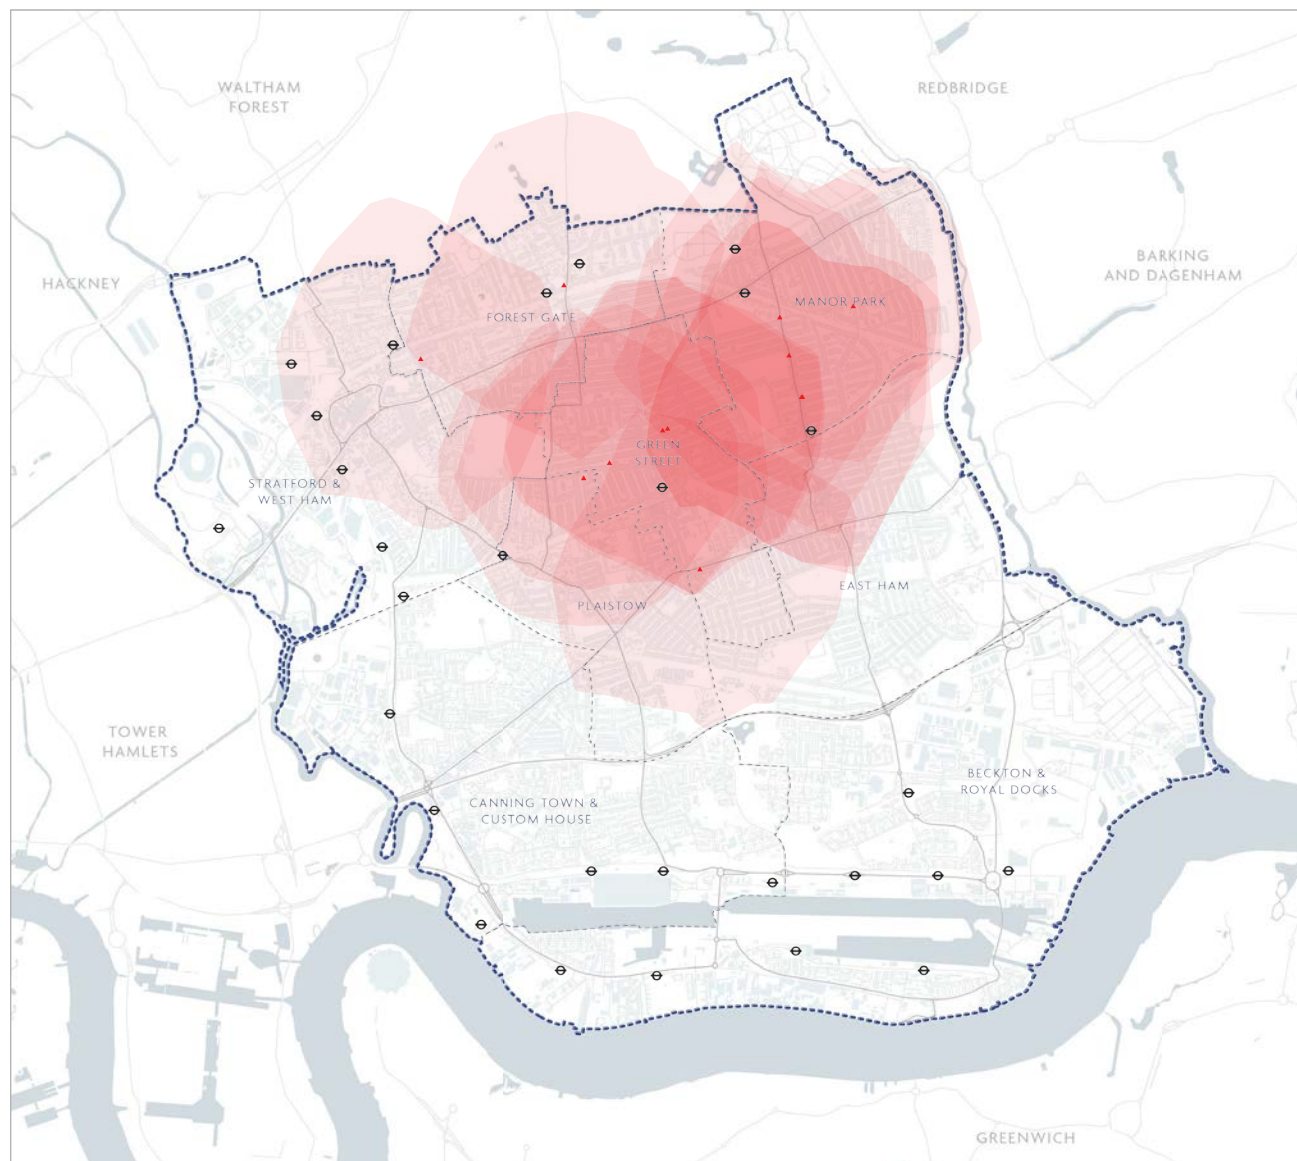 WALTHAM
FOREST
REDBRIDGE
HACKNEY
BARKING
AND DAGENHAM
MANOR PARK
FOREST GATE
GREEN
STREET
STRATFORD &
WEST HAM
EAST HAM
PLAISTOW
TOWER
HAMLETS
BECKTON &
ROYAL DOCKS
CANNING TOWN &
CUSTOM HOUSE
GREENWICH